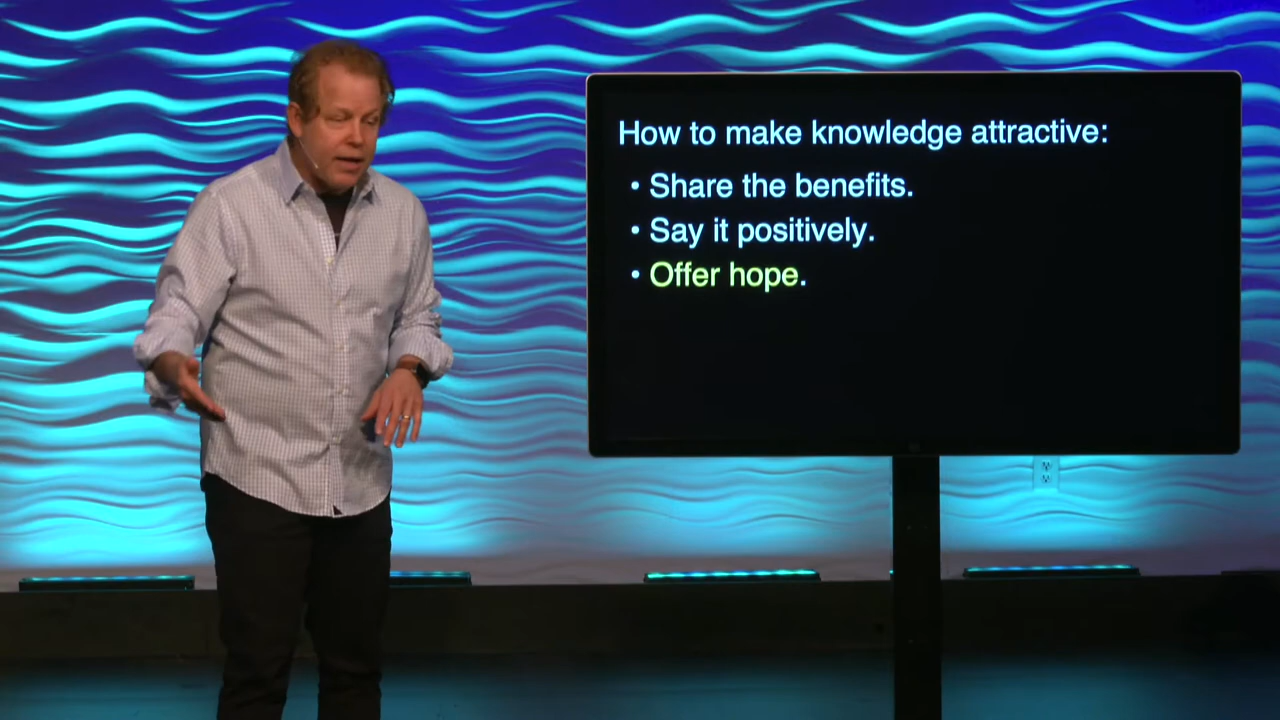 How to make knowledge attractive:
• Share the benefits.
• Say it positively.
• Offer hope.